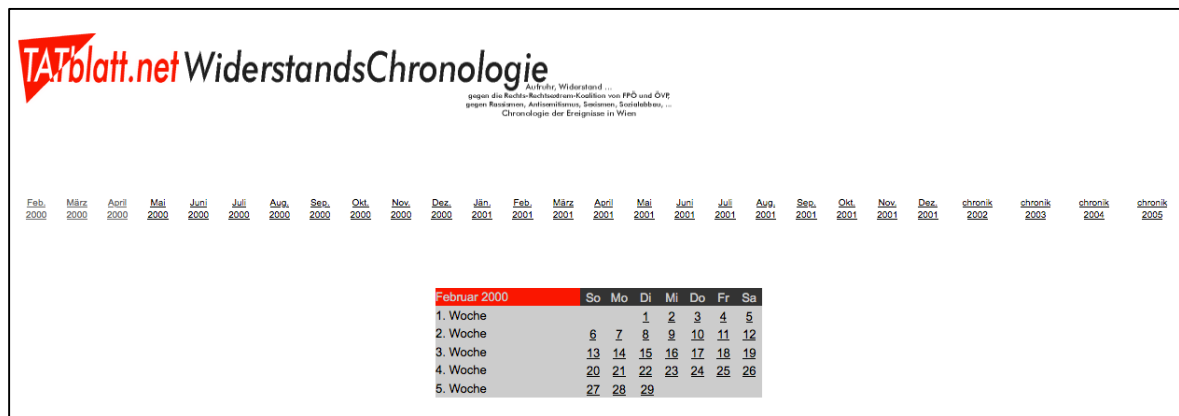 TATblatt.net WiderstandsChronologie
Aufruhr, Widerstand ...
gegen die Rechts-Rechtsextrem-Koalition von FPÖ und ÖVP,
gegen Rassismen, Antisemitismus, Sexismen, Sozialabbau, ...
Chronologie der Ereignisse in Wien
Feb. März April Mai Juni Juli Aug. Sep. Okt. Nov. Dez. Jän. Feb. März April Mai Juni Juli Aug. Sep. Okt. Nov. Dez. chronik chronik chronik chronik
2000 2000 2000 2000 2000 2000 2000 2000 2000 2000 2000 2001 2001 2001 2001 2001 2001 2001 2001 2001 2001 2001 2001 2002 2003 2004 2005
Februar 2000 So Mo Di Mi Do Fr Sa
1. Woche 1 2 3 4 5
2. Woche 6 7 8 9 10 11 12
3. Woche 13 14 15 16 17 18 19
4. Woche 20 21 22 23 24 25 26
5. Woche 27 28 29